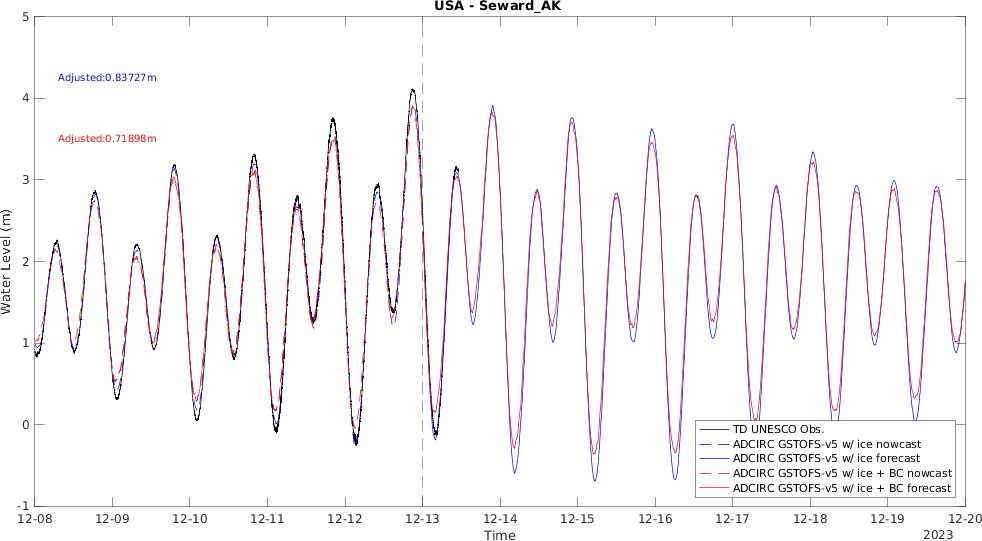 USA - Seward_AK
5
4
3
2
1
0
-1
Water Level (m)
Adjusted:0.83727m
Adjusted:0.71898m
TD UNESCO Obs.
ADCIRC GSTOFS-v5 w/ ice nowcast
ADCIRC GSTOFS-v5 w/ ice forecast
ADCIRC GSTOFS-v5 w/ ice + BC nowcast
ADCIRC GSTOFS-v5 w/ ice + BC forecast
12-08 12-09 12-10 12-11 12-12 12-13 12-14 12-15 12-16 12-17 12-18 12-19 12-20
Time
2023